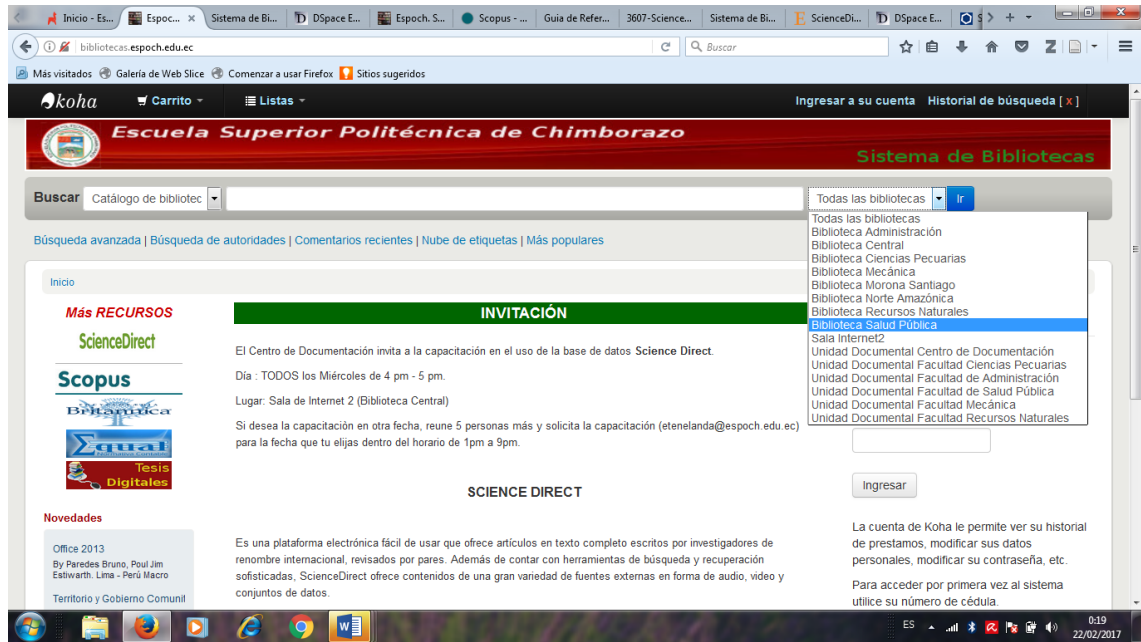 Inicio - Es...
Espoc...
Sistema de Bi...
DSpace E...
Espoch. S...
Scopus - ...
Guia de Refer...
3607-Science...
Sistema de Bi...
ScienceDi...
DSpace E...
bibliotecas.espoch.edu.ec
Buscar
Más visitados
Galería de Web Slice
Comenzar a usar Firefox
Sitios sugeridos
koha
Carrito
Listas
Ingresar a su cuenta
Historial de búsqueda [ x ]
Escuela Superior Politécnica de Chimborazo
Sistema de Bibliotecas
Buscar
Catálogo de bibliotec
Todas las bibliotecas
Ir
Todas las bibliotecas
Biblioteca Administración
Biblioteca Central
Biblioteca Ciencias Pecuarias
Biblioteca Mecánica
Biblioteca Morona Santiago
Biblioteca Norte Amazónica
Biblioteca Recursos Naturales
Biblioteca Salud Pública
Sala Internet2
Unidad Documental Centro de Documentación
Unidad Documental Facultad Ciencias Pecuarias
Unidad Documental Facultad de Administración
Unidad Documental Facultad de Salud Pública
Unidad Documental Facultad Mecánica
Unidad Documental Facultad Recursos Naturales
Búsqueda avanzada | Búsqueda de autoridades | Comentarios recientes | Nube de etiquetas | Más populares
Inicio
Más RECURSOS
ScienceDirect
Scopus
Britannica
Equal
Tesis
Digitales
Novedades
Office 2013
By Paredes Bruno, Poul Jim
Estiwarth. Lima - Perú Macro
Territorio y Gobierno Comunit
INVITACIÓN
El Centro de Documentación invita a la capacitación en el uso de la base de datos Science Direct.
Día : TODOS los Miércoles de 4 pm - 5 pm.
Lugar: Sala de Internet 2 (Biblioteca Central)
Si desea la capacitación en otra fecha, reune 5 personas más y solicita la capacitación (etenelanda@espoch.edu.ec)
para la fecha que tu elijas dentro del horario de 1pm a 9pm.
SCIENCE DIRECT
Es una plataforma electrónica fácil de usar que ofrece artículos en texto completo escritos por investigadores de
renombre internacional, revisados por pares. Además de contar con herramientas de búsqueda y recuperación
sofisticadas, ScienceDirect ofrece contenidos de una gran variedad de fuentes externas en forma de audio, video y
conjuntos de datos.
Ingresar
La cuenta de Koha le permite ver su historial
de prestamos, modificar sus datos
personales, modificar su contraseña, etc.
Para acceder por primera vez al sistema
utilice su número de cédula.
ES
0:19
22/02/2017